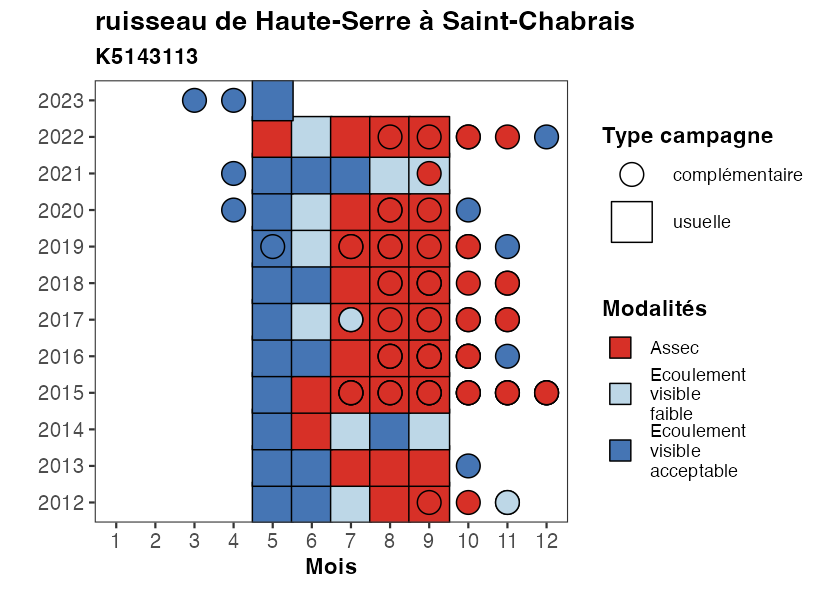 ruisseau de Haute-Serre à Saint-Chabrais
K5143113
2023
2022
2021
2020
2019
2018
2017
2016
2015
2014
2013
2012
1 2 3 4 5 6 7 8 9 10 11 12
Mois
Type campagne
complémentaire
usuelle
Modalités
Assec
Ecoulement
visible
faible
Ecoulement
visible
acceptable